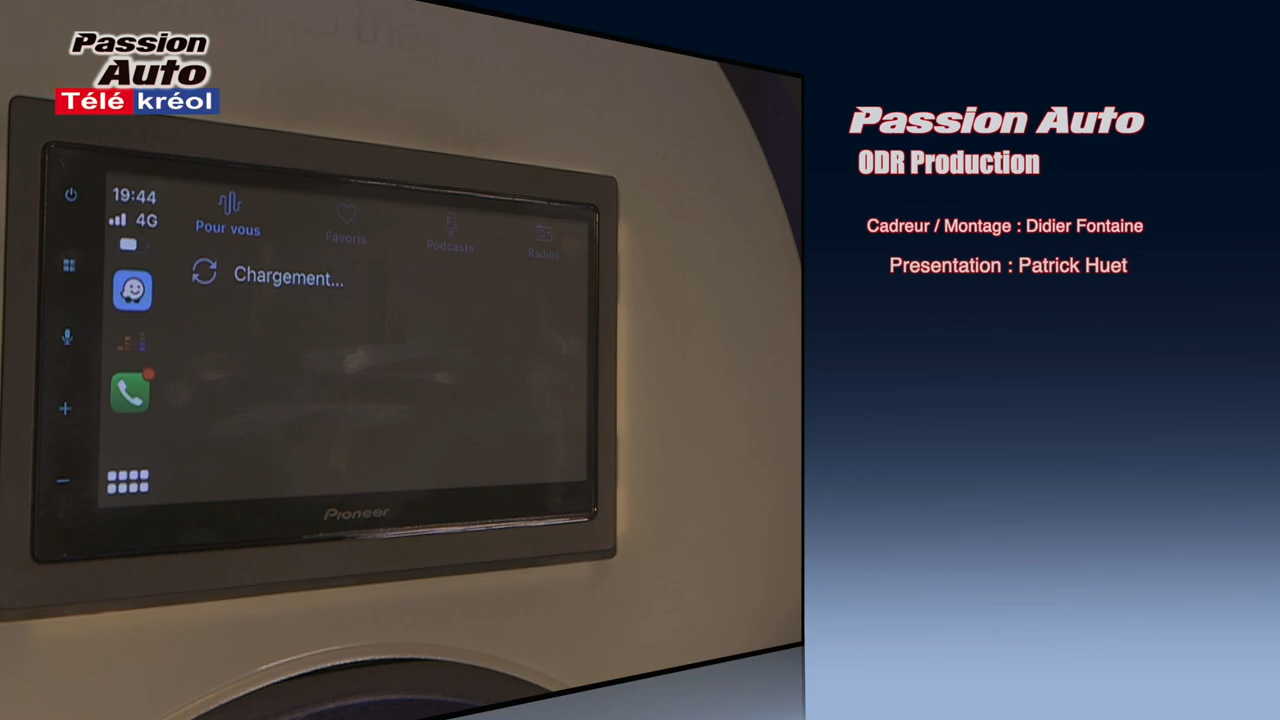 Passion
Auto
Télé kréol
19:44
4G
Pour vous
Favoris
Podcasts
Radios
Chargement...
Pioneer
Passion Auto
ODR Production
Cadreur / Montage : Didier Fontaine
Presentation : Patrick Huet